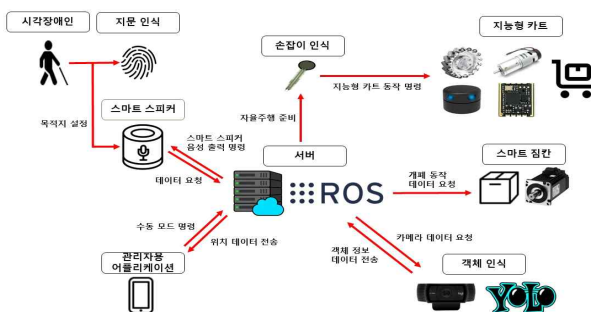 시각장애인
지문 인식
손잡이 인식
지능형 카트
지능형 카트 동작 명령
목적지 설정
스마트 스피커
자율주행 준비
스마트 스피커
음성 출력 명령
데이터 요청
서버
ROS
스마트 짐칸
개폐 동작
데이터 요청
수동 모드 명령
위치 데이터 전송
카메라 데이터 요청
객체 정보
데이터 전송
관리자용
어플리케이션
객체 인식
YOLO